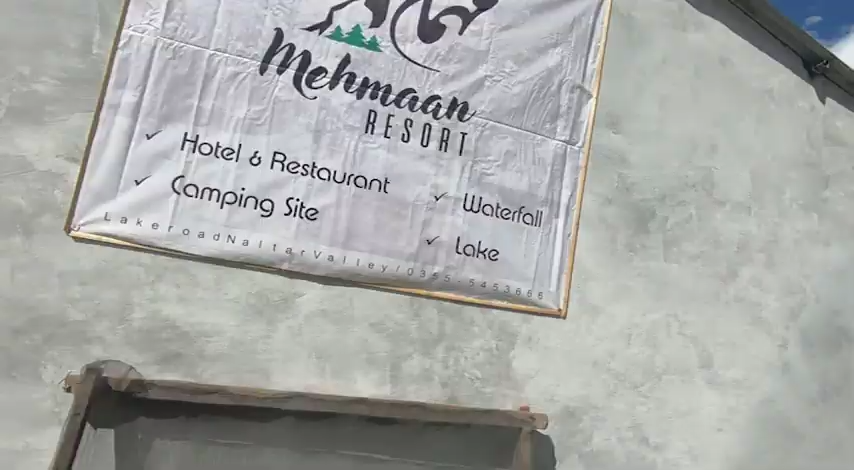 Mehmaan
RESORT
✓ Hotel & Restaurant
✓ Camping Site
✓ Waterfall
✓ Lake
LakeroadNaltarValley/0355-5453666